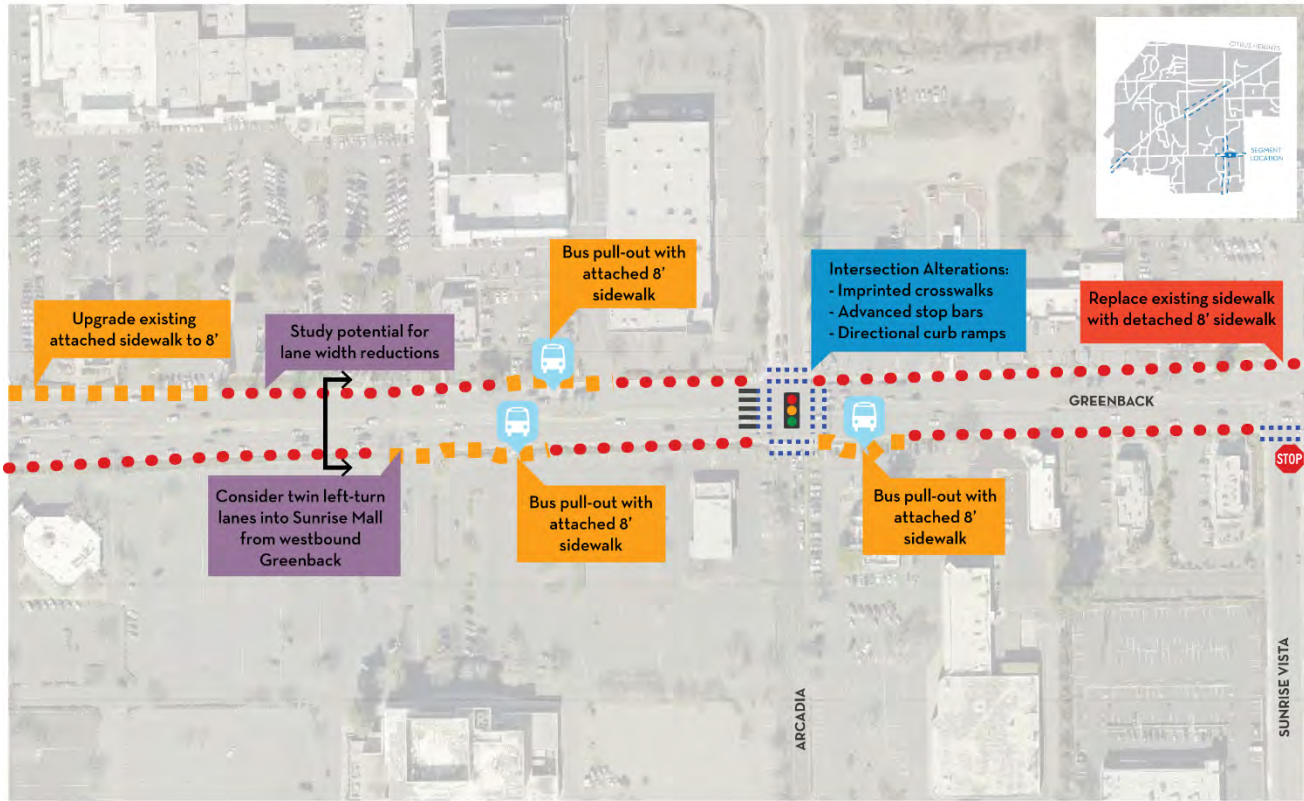 CITRUS HEIGHTS
SEGMENT
LOCATION
Bus pull-out with
attached 8'
sidewalk
Intersection Alterations:
- Imprinted crosswalks
- Advanced stop bars
- Directional curb ramps
Replace existing sidewalk
with detached 8' sidewalk
Upgrade existing
attached sidewalk to 8'
Study potential for
lane width reductions
GREENBACK
STOP
Consider twin left-turn
lanes into Sunrise Mall
from westbound
Greenback
Bus pull-out with
attached 8'
sidewalk
Bus pull-out with
attached 8'
sidewalk
ARCADIA
SUNRISE VISTA